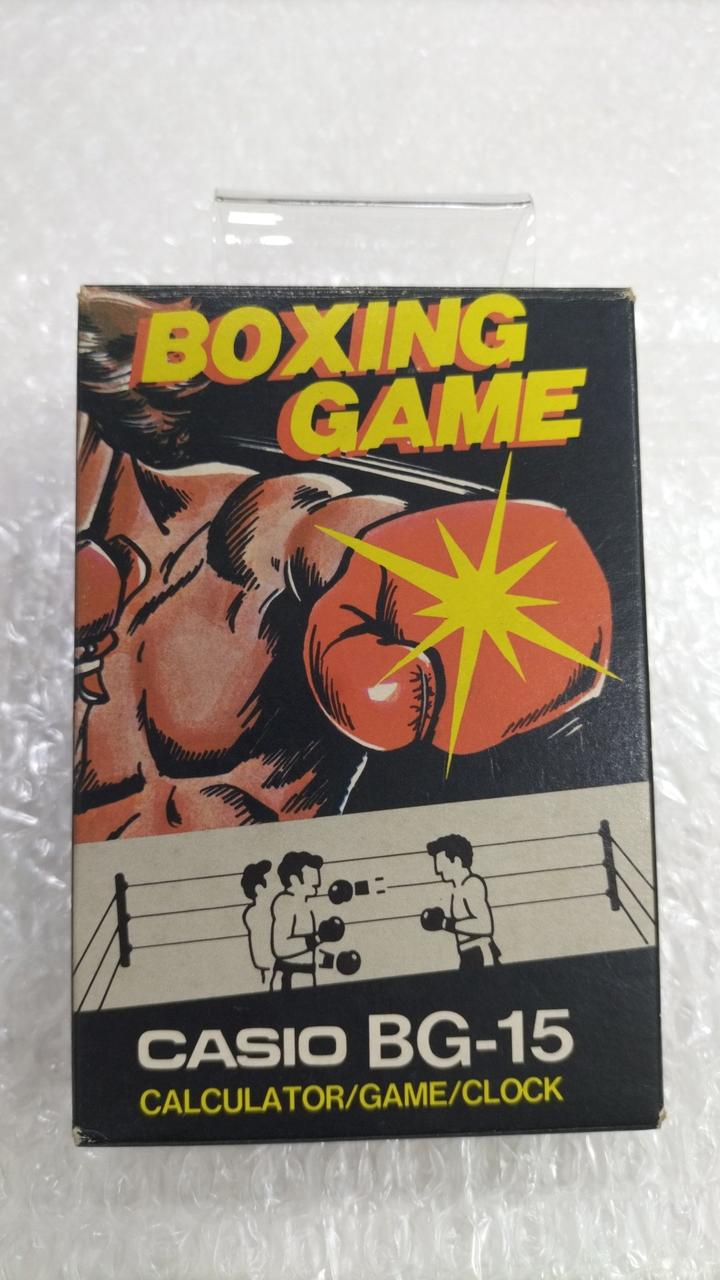 BOXING
GAME
CASIO BG-15
CALCULATOR/GAME/CLOCK